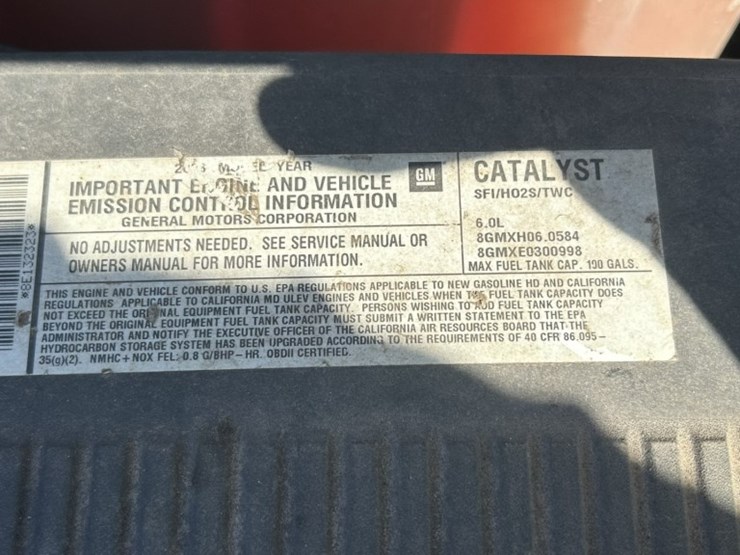 YEAR
IMPORTANT ENGINE AND VEHICLE
EMISSION CONTROL INFORMATION
GENERAL MOTORS CORPORATION
GM
NO ADJUSTMENTS NEEDED. SEE SERVICE MANUAL OR
OWNERS MANUAL FOR MORE INFORMATION.
CATALYST
SFI/HO2S/TWC
6.0L
8GMXH06.0584
8GMXE0300998
MAX FUEL TANK CAP. 190 GALS.
THIS ENGINE AND VEHICLE CONFORM TO U.S. EPA REGULATIONS APPLICABLE TO NEW GASOLINE HD AND CALIFORNIA
REGULATIONS APPLICABLE TO CALIFORNIA MD ULEV ENGINES AND VEHICLES WHEN THIS FUEL TANK CAPACITY DOES
NOT EXCEED THE ORIGINAL EQUIPMENT FUEL TANK CAPACITY. PERSONS WISHING TO ADD FUEL TANK CAPACITY
BEYOND THE ORIGINAL EQUIPMENT FUEL TANK CAPACITY MUST SUBMIT A WRITTEN STATEMENT TO THE EPA
ADMINISTRATOR AND NOTIFY THE EXECUTIVE OFFICER OF THE CALIFORNIA AIR RESOURCES BOARD THAT THE
HYDROCARBON STORAGE SYSTEM HAS BEEN UPGRADED ACCORDING TO THE REQUIREMENTS OF 40 CFR 86.095-
35(g)(2). NMHC+NOX FEL: 0.8 G/BHP-HR. OBDII CERTIFIED.
*8E132323*